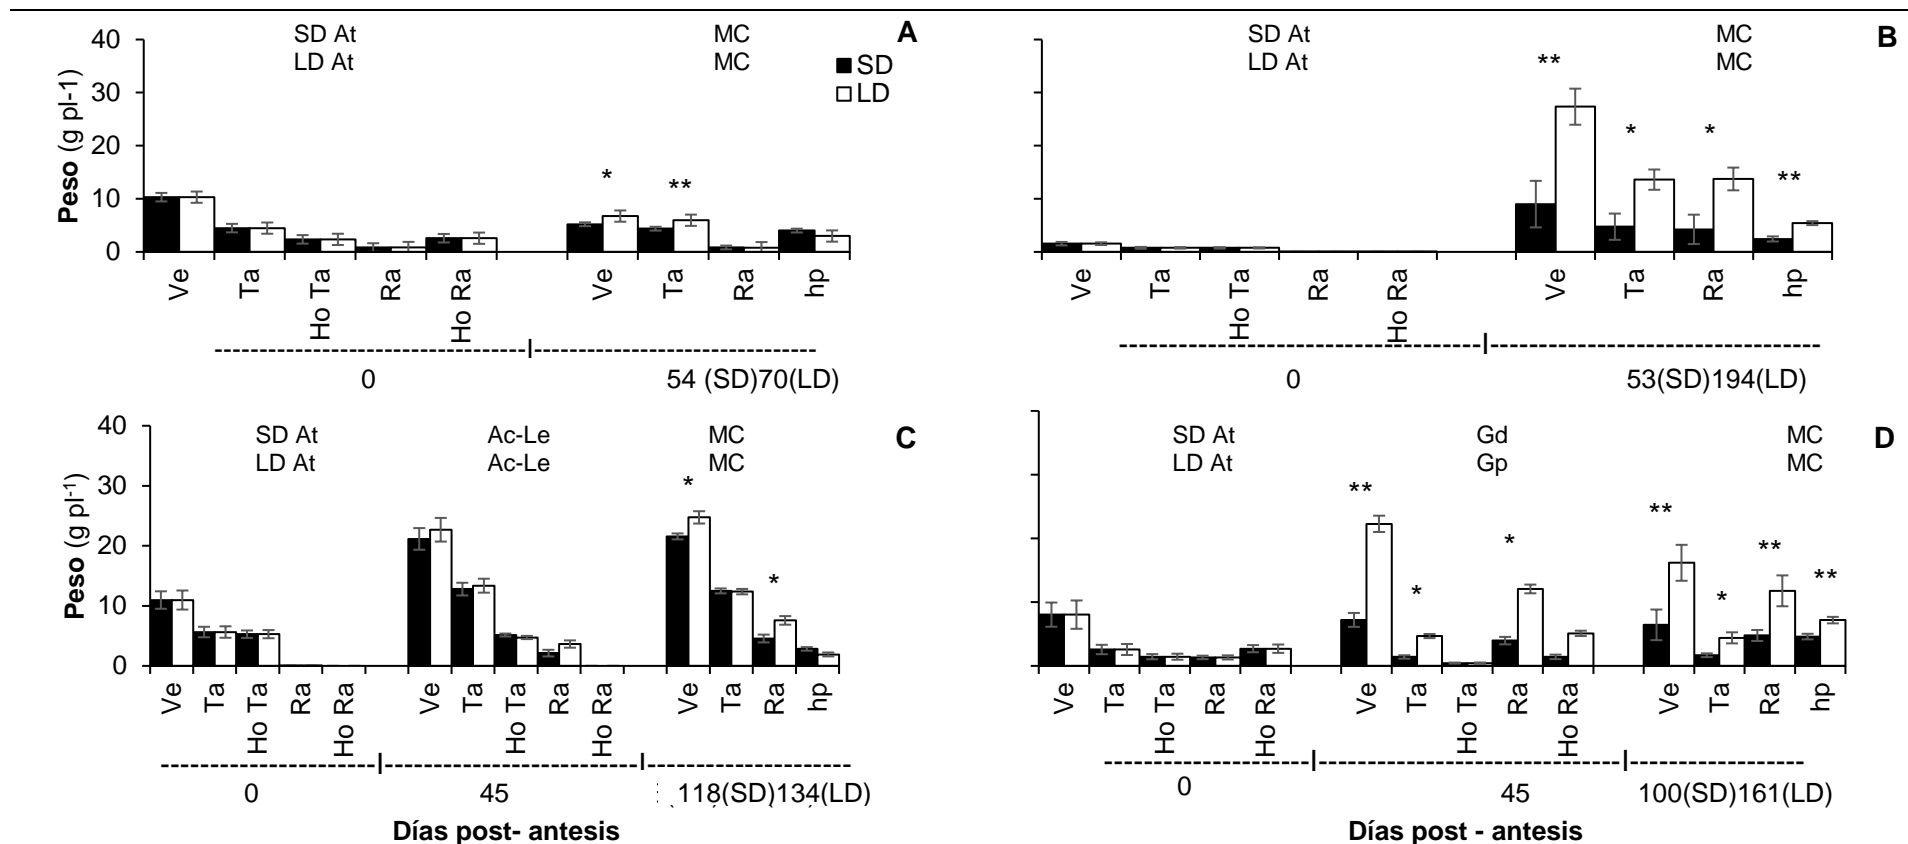 SD At MC A
LD At MC
SD
LD
Peso (g pl-1)
40
30
20
10
0
* **
Ve Ta Ho Ta Ra Ho Ra Ve Ta Ra hp
0 54 (SD)70(LD)
SD At MC B
LD At MC
** * * **
Ve Ta Ho Ta Ra Ho Ra Ve Ta Ra hp
0 53(SD)194(LD)
SD At Ac-Le MC C
LD At Ac-Le MC
Peso (g pl-1)
40
30
20
10
0
* *
Ve Ta Ho Ta Ra Ho Ra Ve Ta Ho Ta Ra Ho Ra Ve Ta Ra hp
0 45 118(SD)134(LD)
Días post- antesis
SD At Gd MC D
LD At Gp MC
** * * ** * ** **
Ve Ta Ho Ta Ra Ho Ra Ve Ta Ho Ta Ra Ho Ra Ve Ta Ra hp
0 45 100(SD)161(LD)
Días post - antesis